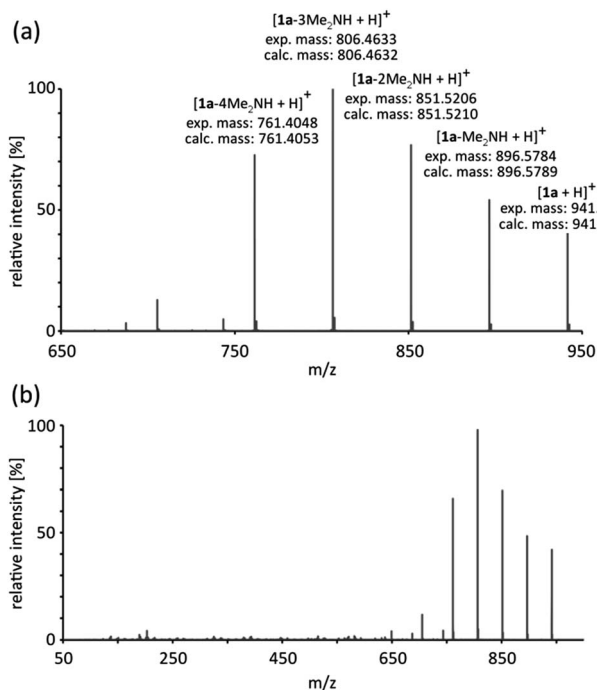 (a)
[1a-3Me₂NH + H]⁺
exp. mass: 806.4633
calc. mass: 806.4632
[1a-4Me₂NH + H]⁺
exp. mass: 761.4048
calc. mass: 761.4053
[1a-2Me₂NH + H]⁺
exp. mass: 851.5206
calc. mass: 851.5210
[1a-Me₂NH + H]⁺
exp. mass: 896.5784
calc. mass: 896.5789
[1a + H]⁺
exp. mass: 941.
calc. mass: 941
relative intensity [%]
100
50
0
650 750 850 950
m/z
(b)
relative intensity [%]
100
50
0
50 250 450 650 850
m/z